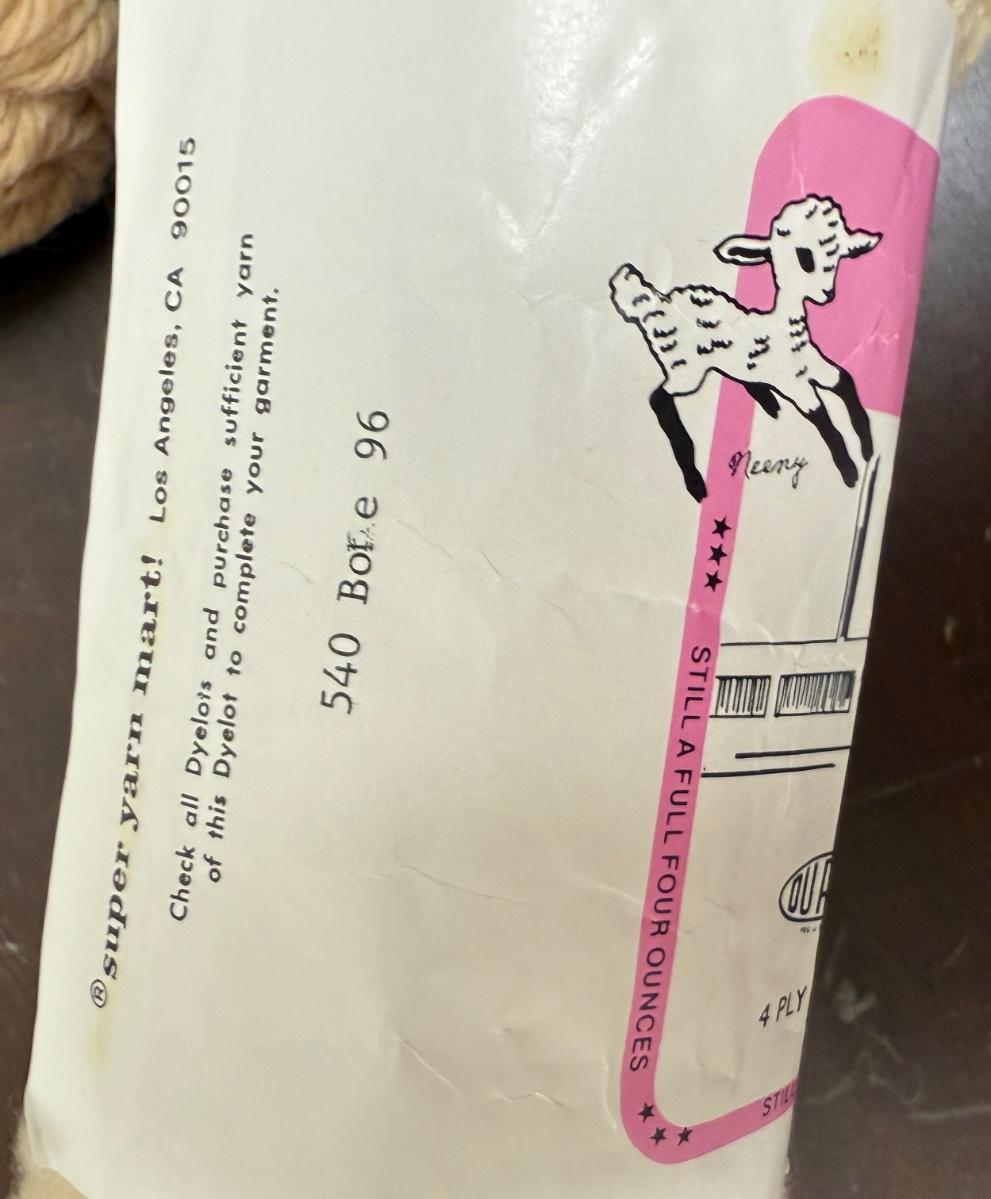 ®super yarn mart! Los Angeles, CA 90015
Check all Dyelots and purchase sufficient yarn
of this Dyelot to complete your garment.
540 96
Neeny
★★★ STILL A FULL FOUR OUNCES ★★★
4 PLY